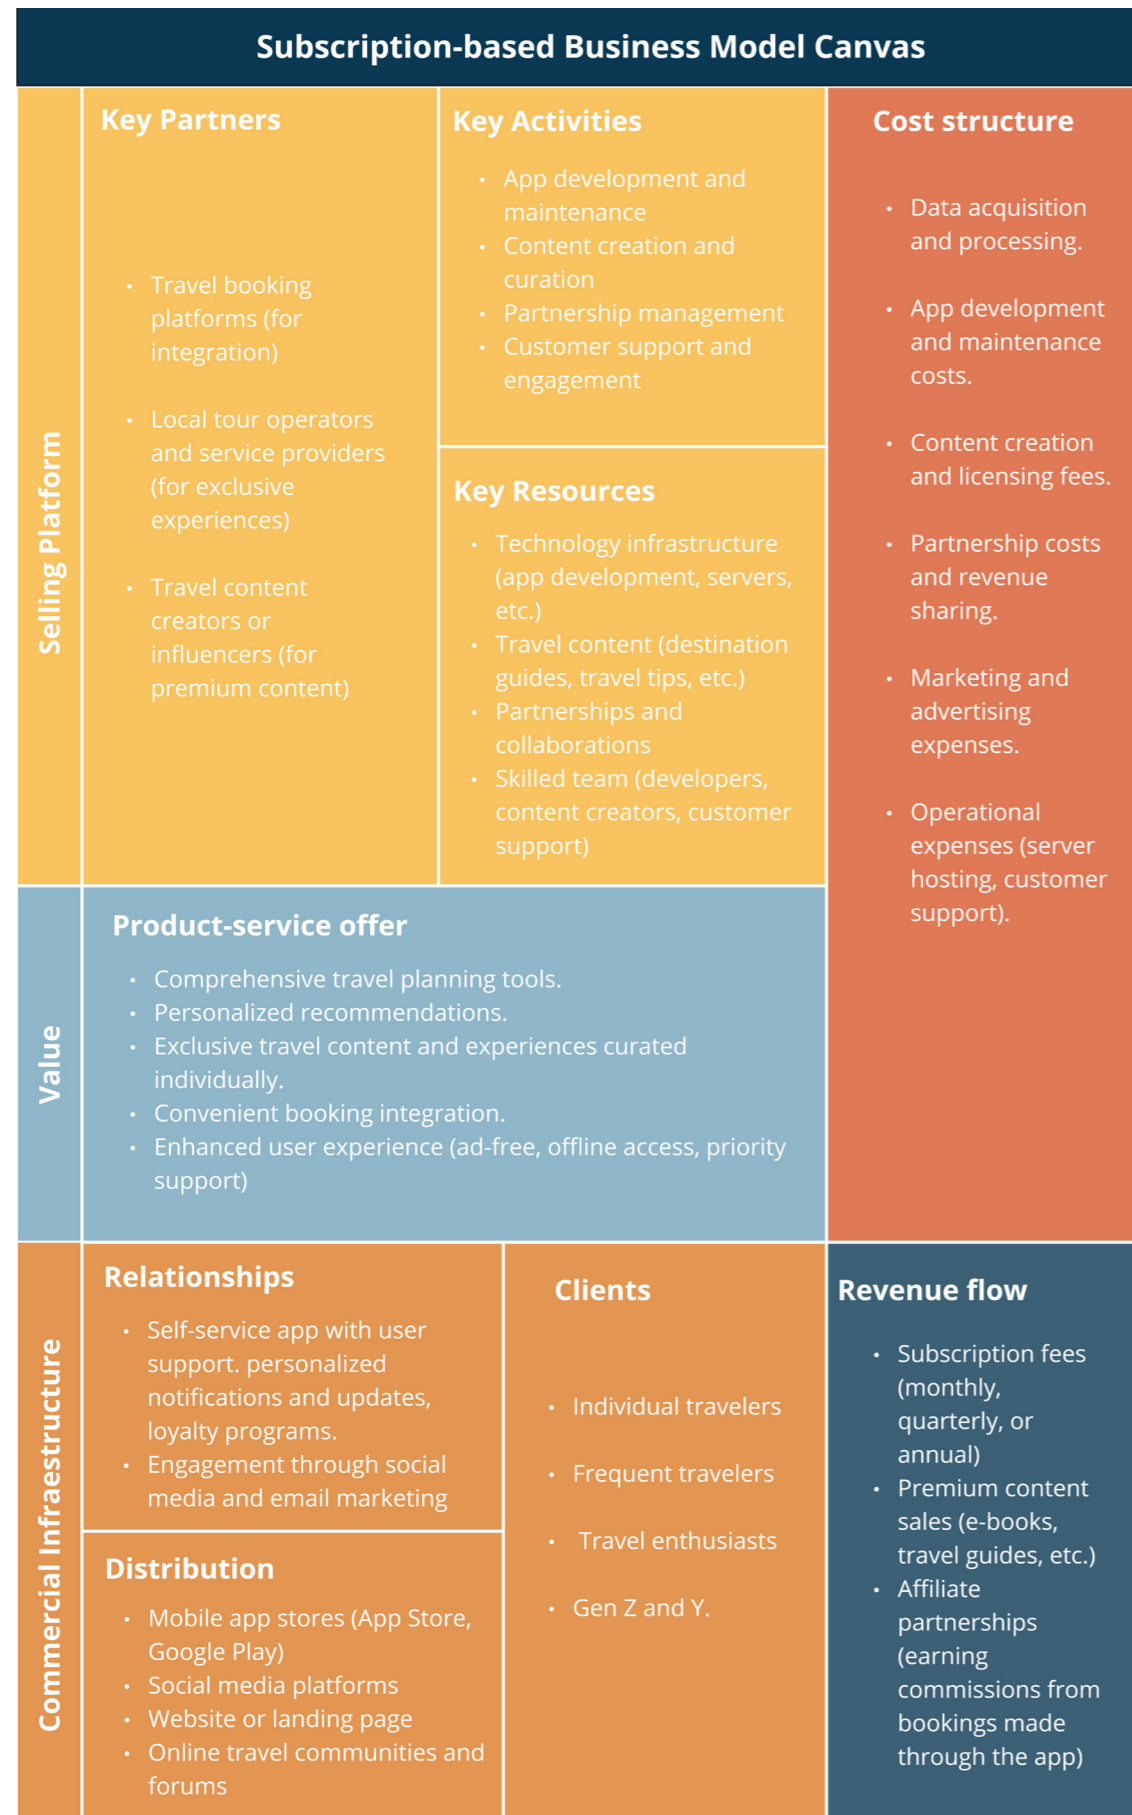 Subscription-based Business Model Canvas
Selling Platform
Key Partners
• Travel booking
platforms (for
integration)
• Local tour operators
and service providers
(for exclusive
experiences)
• Travel content
creators or
influencers (for
premium content)
Key Activities
• App development and
maintenance
• Content creation and
curation
• Partnership management
• Customer support and
engagement
Key Resources
• Technology infrastructure
(app development, servers,
etc.)
• Travel content (destination
guides, travel tips, etc.)
• Partnerships and
collaborations
• Skilled team (developers,
content creators, customer
support)
Cost structure
• Data acquisition
and processing.
• App development
and maintenance
costs.
• Content creation
and licensing fees.
• Partnership costs
and revenue
sharing.
• Marketing and
advertising
expenses.
• Operational
expenses (server
hosting, customer
support).
Value
Product-service offer
• Comprehensive travel planning tools.
• Personalized recommendations.
• Exclusive travel content and experiences curated
individually.
• Convenient booking integration.
• Enhanced user experience (ad-free, offline access, priority
support)
Commercial Infraestructure
Relationships
• Self-service app with user
support. personalized
notifications and updates,
loyalty programs.
• Engagement through social
media and email marketing
Distribution
• Mobile app stores (App Store,
Google Play)
• Social media platforms
• Website or landing page
• Online travel communities and
forums
Clients
• Individual travelers
• Frequent travelers
• Travel enthusiasts
• Gen Z and Y.
Revenue flow
• Subscription fees
(monthly,
quarterly, or
annual)
• Premium content
sales (e-books,
travel guides, etc.)
• Affiliate
partnerships
(earning
commissions from
bookings made
through the app)